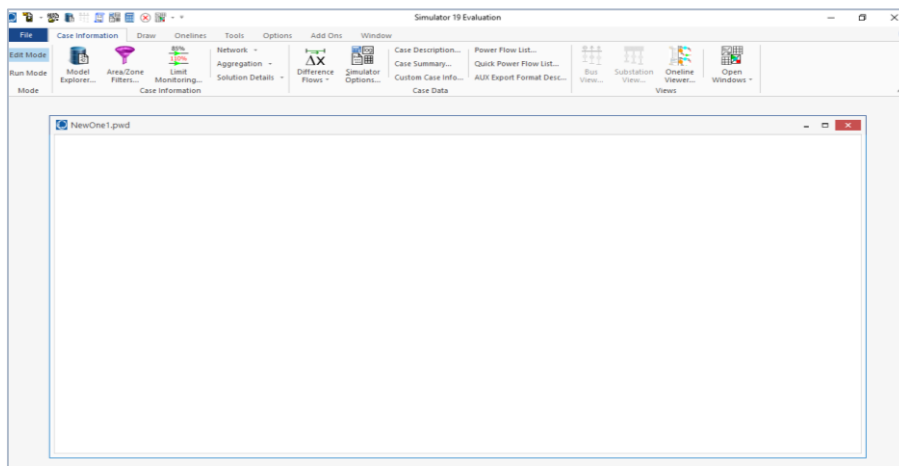 Simulator 19 Evaluation
File Case Information Draw Onelines Tools Options Add Ons Window
Edit Mode
Run Mode
Mode
Model Explorer...
Area/Zone Filters...
85%
110%
Limit Monitoring...
Network
Aggregation
Solution Details
Case Information
ΔX
Difference Flows
Simulator Options...
Case Description...
Case Summary...
Custom Case Info...
Power Flow List...
Quick Power Flow List...
AUX Export Format Desc...
Case Data
Bus View...
Substation View...
Oneline Viewer...
Open Windows
Views
NewOne1.pwd